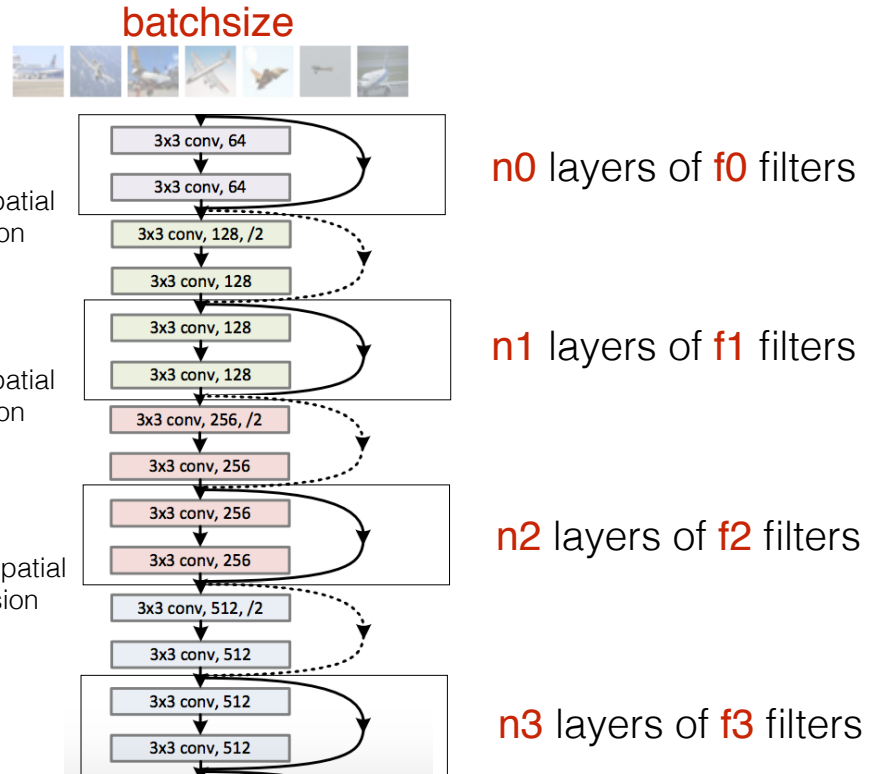 batchsize
3x3 conv, 64
n0 layers of f0 filters
3x3 conv, 64
3x3 conv, 128, /2
3x3 conv, 128
3x3 conv, 128
n1 layers of f1 filters
3x3 conv, 128
3x3 conv, 256, /2
3x3 conv, 256
3x3 conv, 256
n2 layers of f2 filters
3x3 conv, 256
3x3 conv, 512, /2
3x3 conv, 512
3x3 conv, 512
n3 layers of f3 filters
3x3 conv, 512